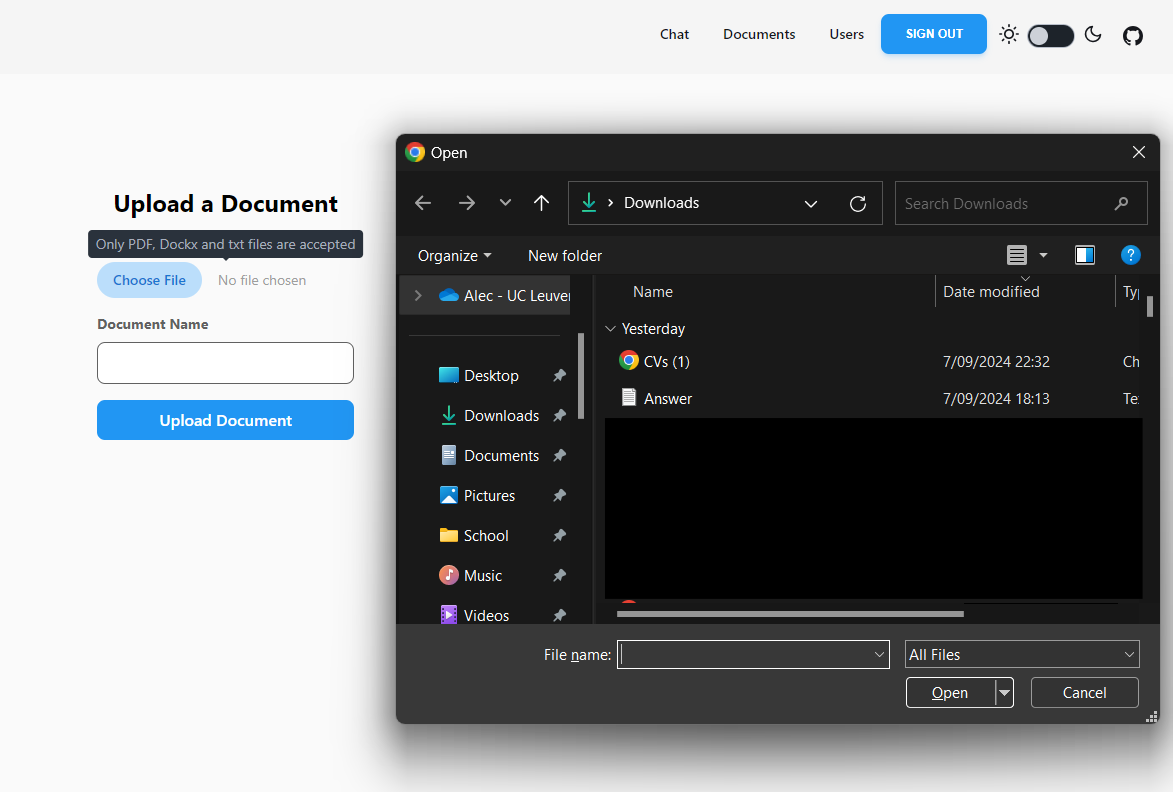 Chat Documents Users SIGN OUT
Upload a Document
Only PDF, Dockx and txt files are accepted
Choose File No file chosen
Document Name
Upload Document
Open
Downloads
Search Downloads
Organize New folder
Alec - UC Leuven
Desktop
Downloads
Documents
Pictures
School
Music
Videos
Name Date modified Ty
Yesterday
CVs (1) 7/09/2024 22:32 Ch
Answer 7/09/2024 18:13 Te
File name: All Files
Open Cancel